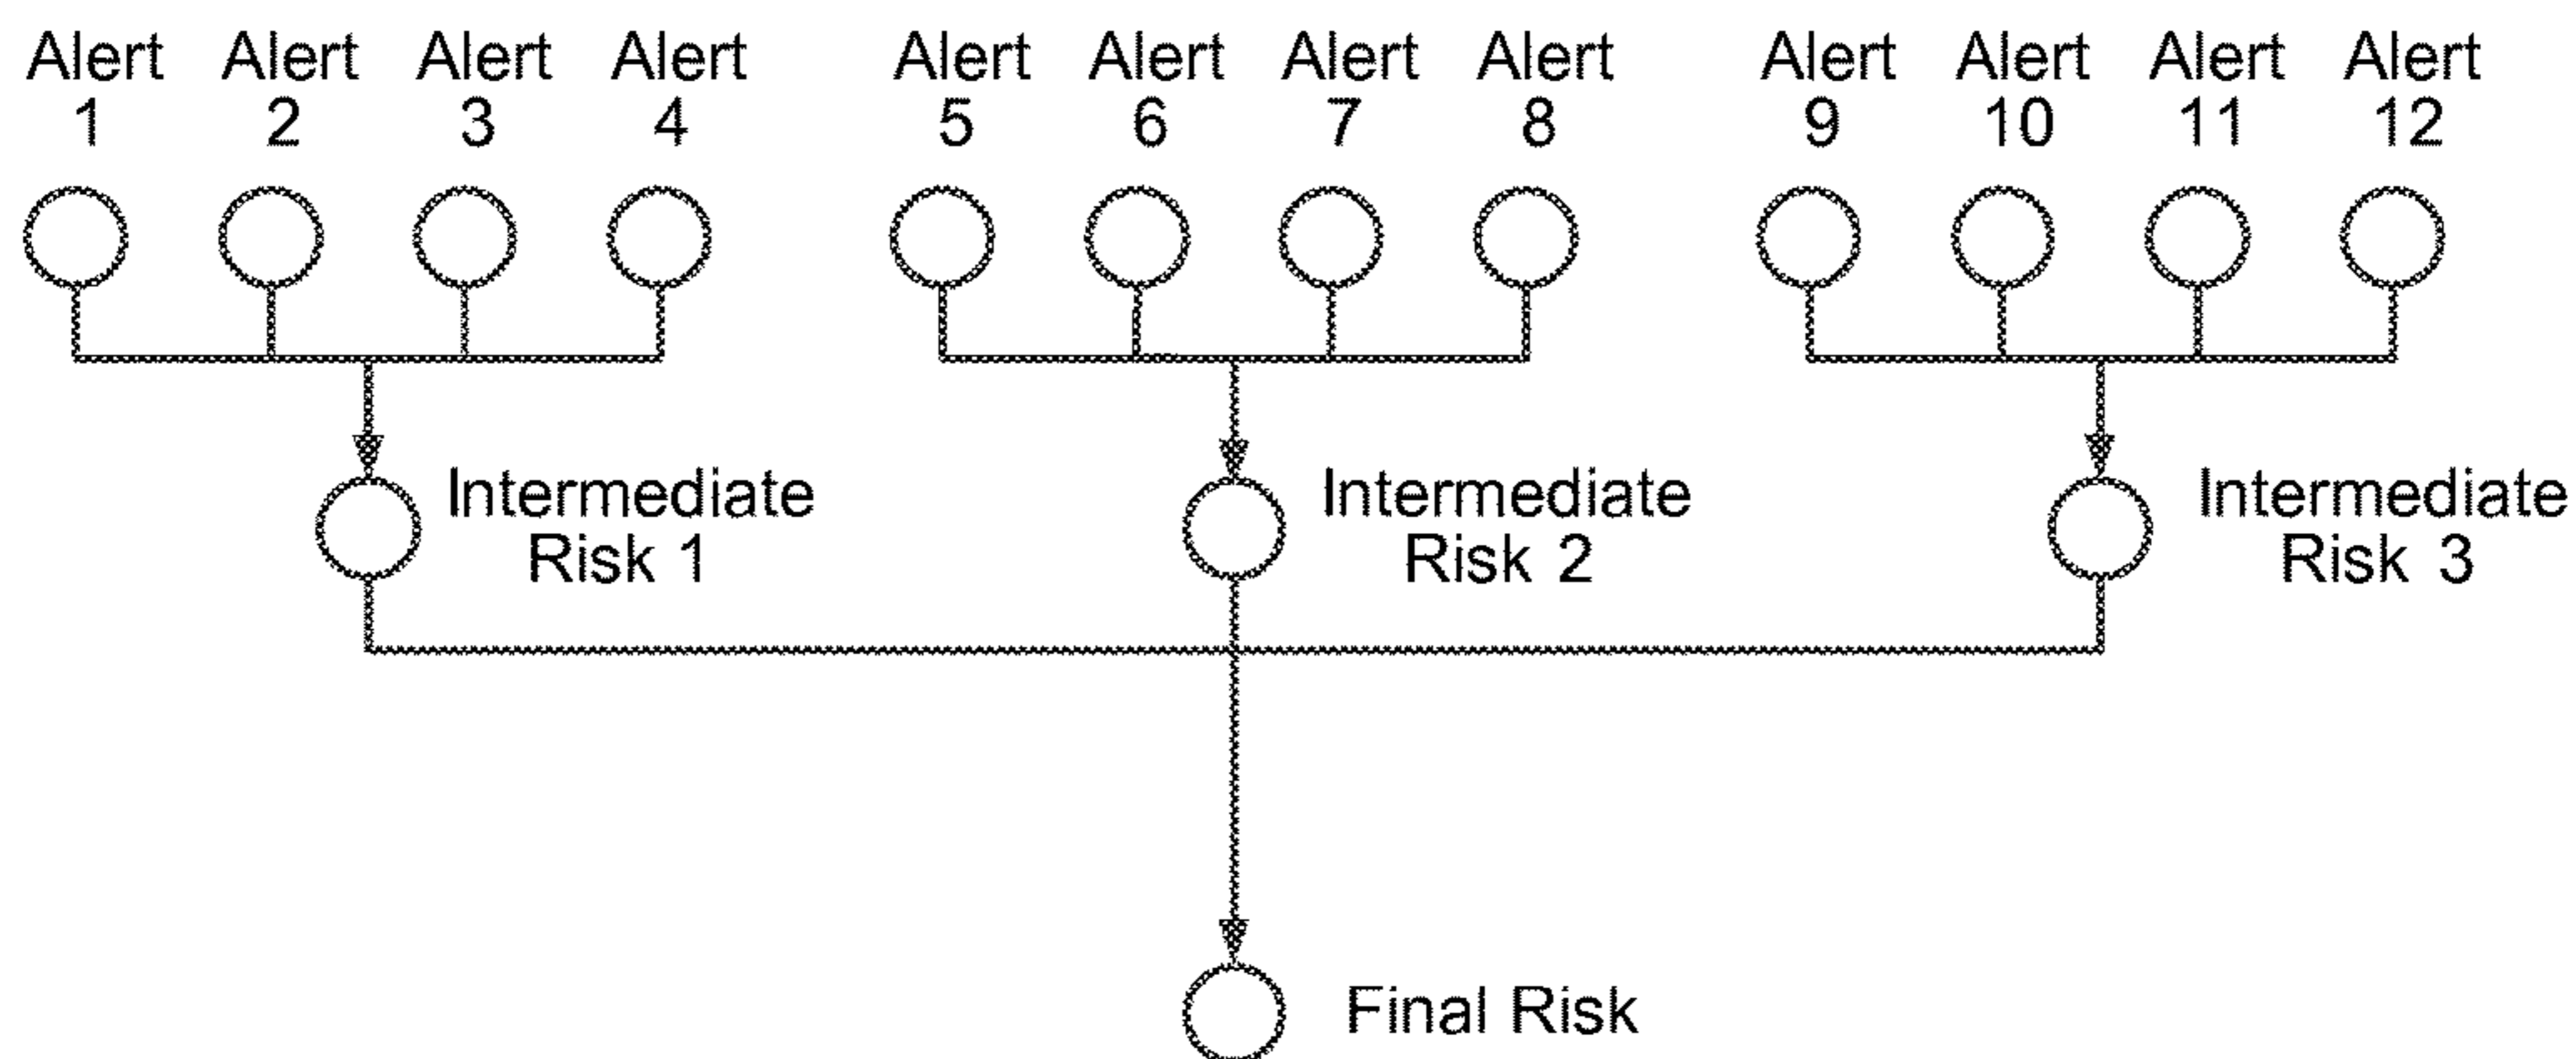 Alert Alert Alert Alert Alert Alert Alert Alert Alert Alert Alert Alert
1 2 3 4 5 6 7 8 9 10 11 12
Intermediate Intermediate Intermediate
Risk 1 Risk 2 Risk 3
Final Risk